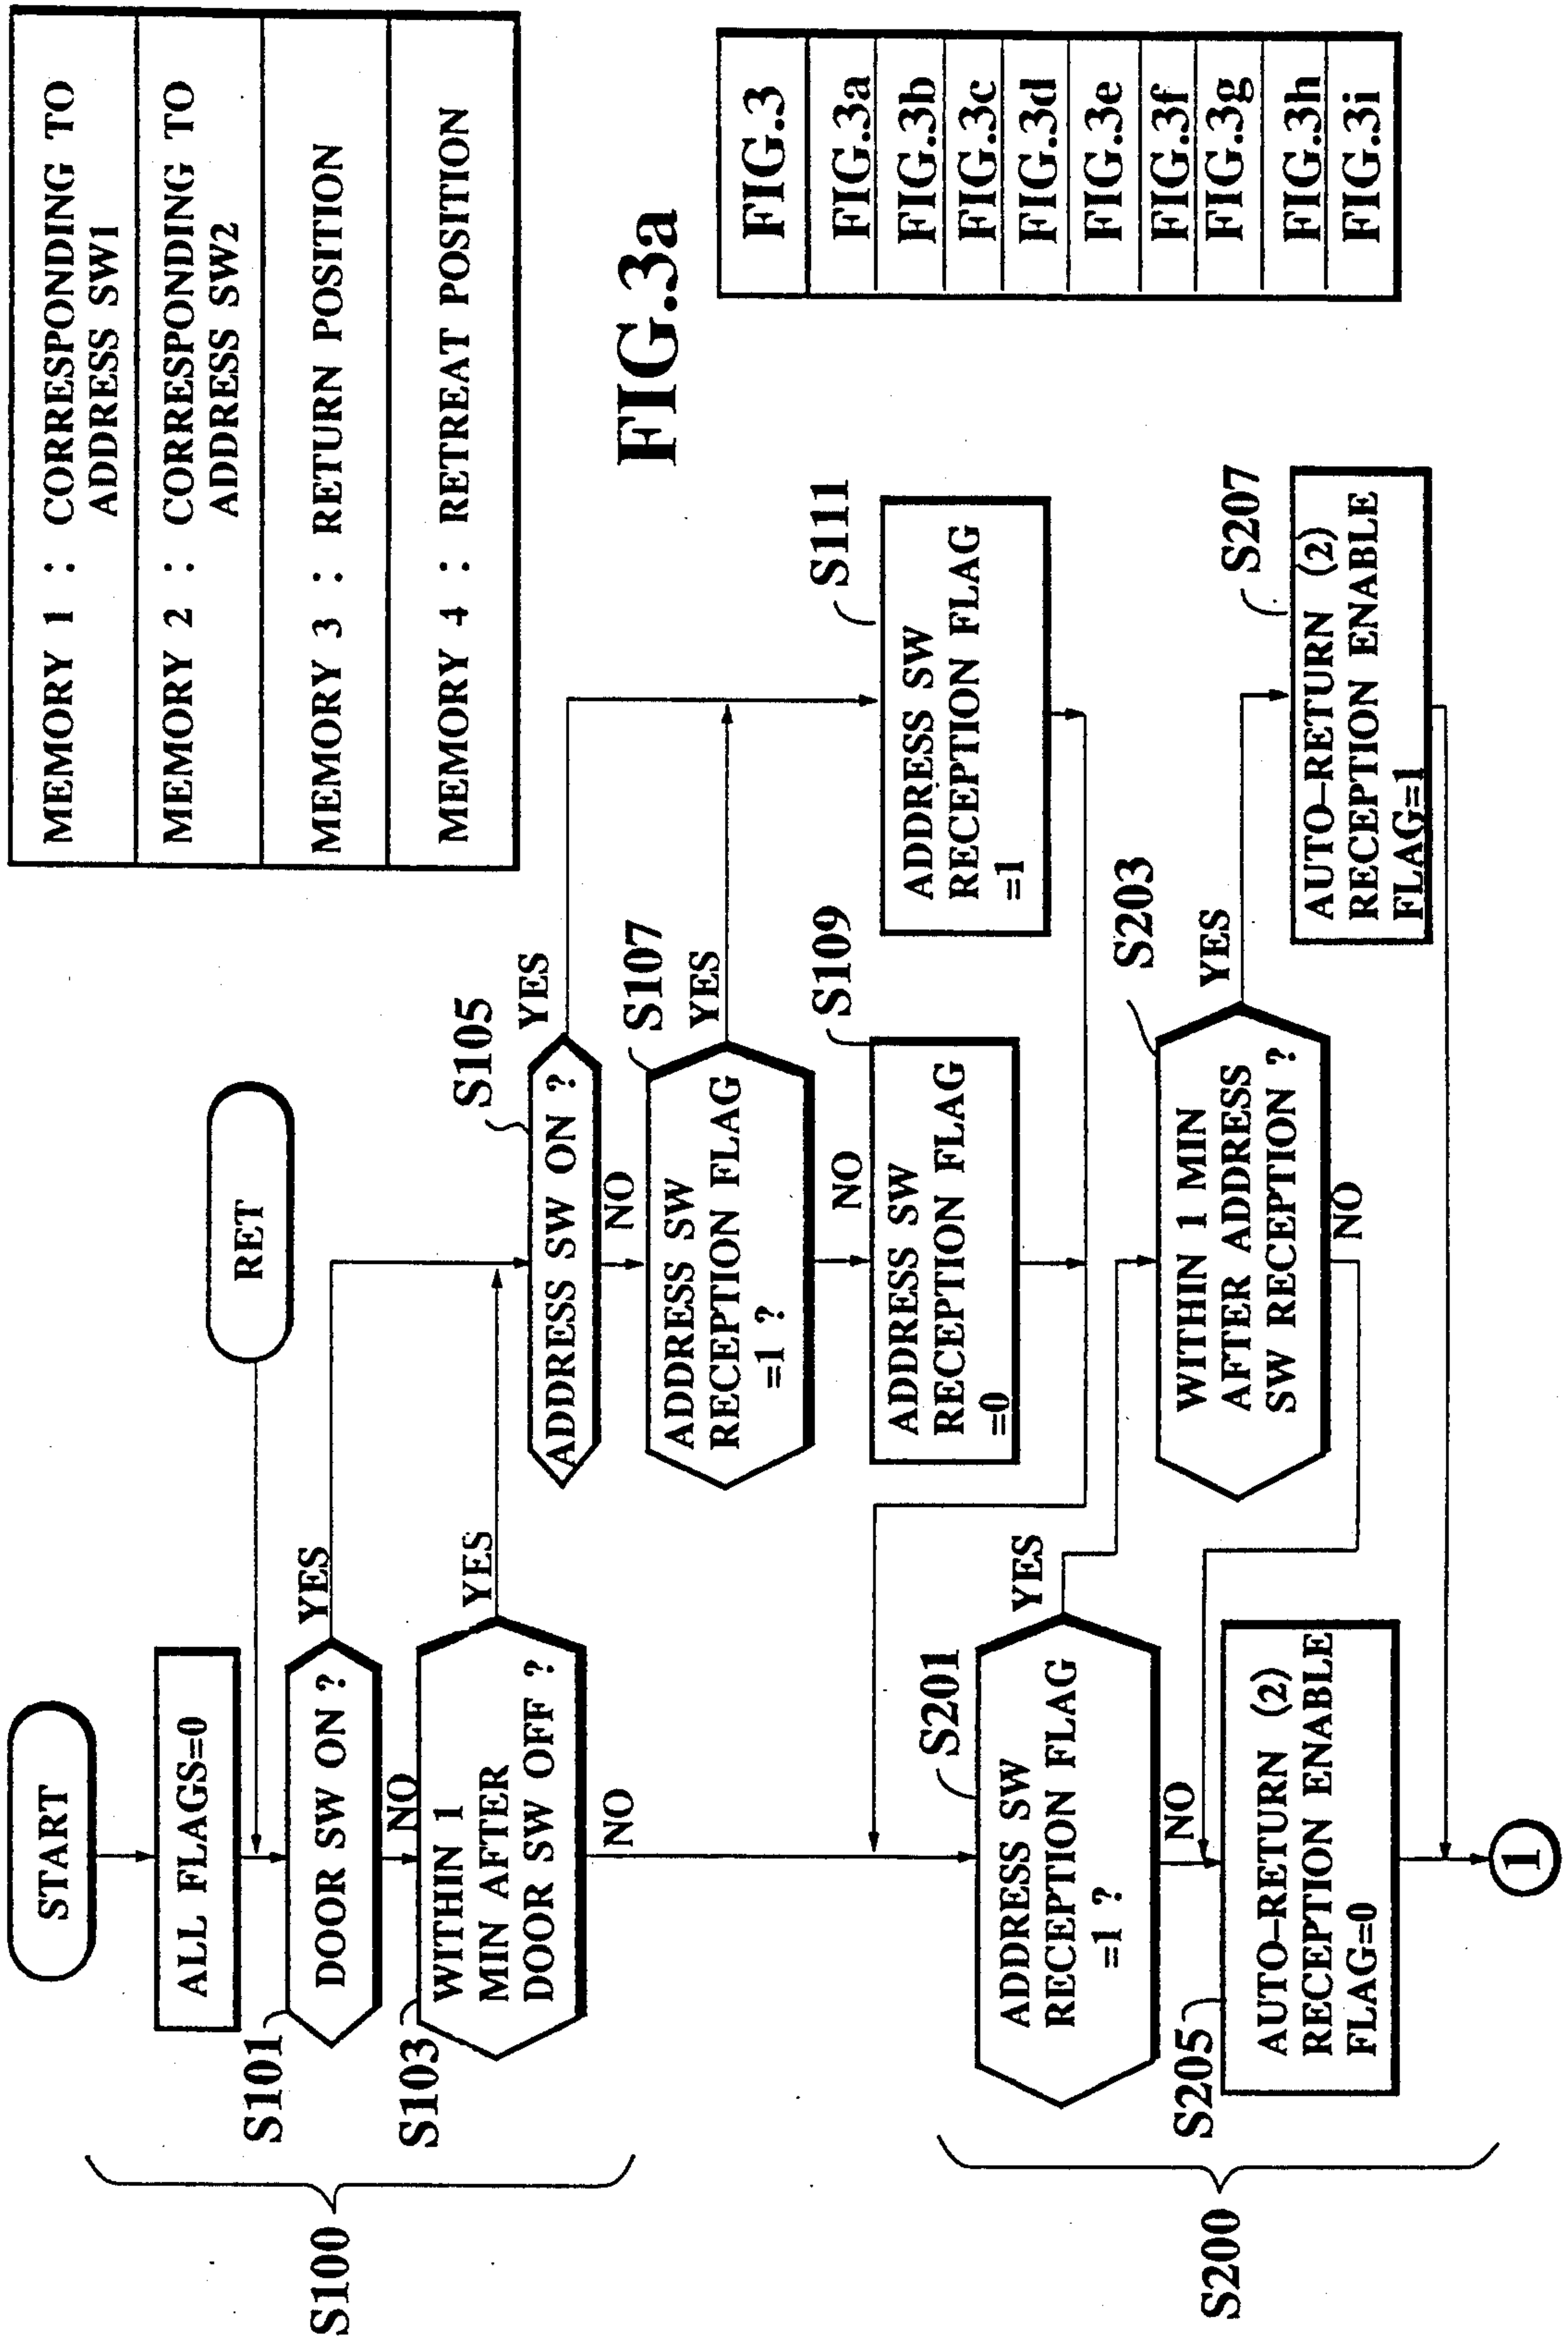 MEMORY 1 : CORRESPONDING TO
ADDRESS SW1
MEMORY 2 : CORRESPONDING TO
ADDRESS SW2
MEMORY 3 : RETURN POSITION
MEMORY 4 : RETREAT POSITION
FIG.3a
FIG.3
FIG.3a
FIG.3b
FIG.3c
FIG.3d
FIG.3e
FIG.3f
FIG.3g
FIG.3h
FIG.3i
START
RET
ALL FLAGS=0
S100
S101
DOOR SW ON ?
YES
NO
S103
WITHIN 1
MIN AFTER
DOOR SW OFF ?
YES
NO
S105
ADDRESS SW ON ?
YES
NO
S107
ADDRESS SW
RECEPTION FLAG
=1 ?
YES
NO
S109
ADDRESS SW
RECEPTION FLAG
=0
S111
ADDRESS SW
RECEPTION FLAG
=1
S200
S201
ADDRESS SW
RECEPTION FLAG
=1 ?
YES
NO
S203
WITHIN 1 MIN
AFTER ADDRESS
SW RECEPTION ?
YES
NO
S205
AUTO-RETURN (2)
RECEPTION ENABLE
FLAG=0
S207
AUTO-RETURN (2)
RECEPTION ENABLE
FLAG=1
1